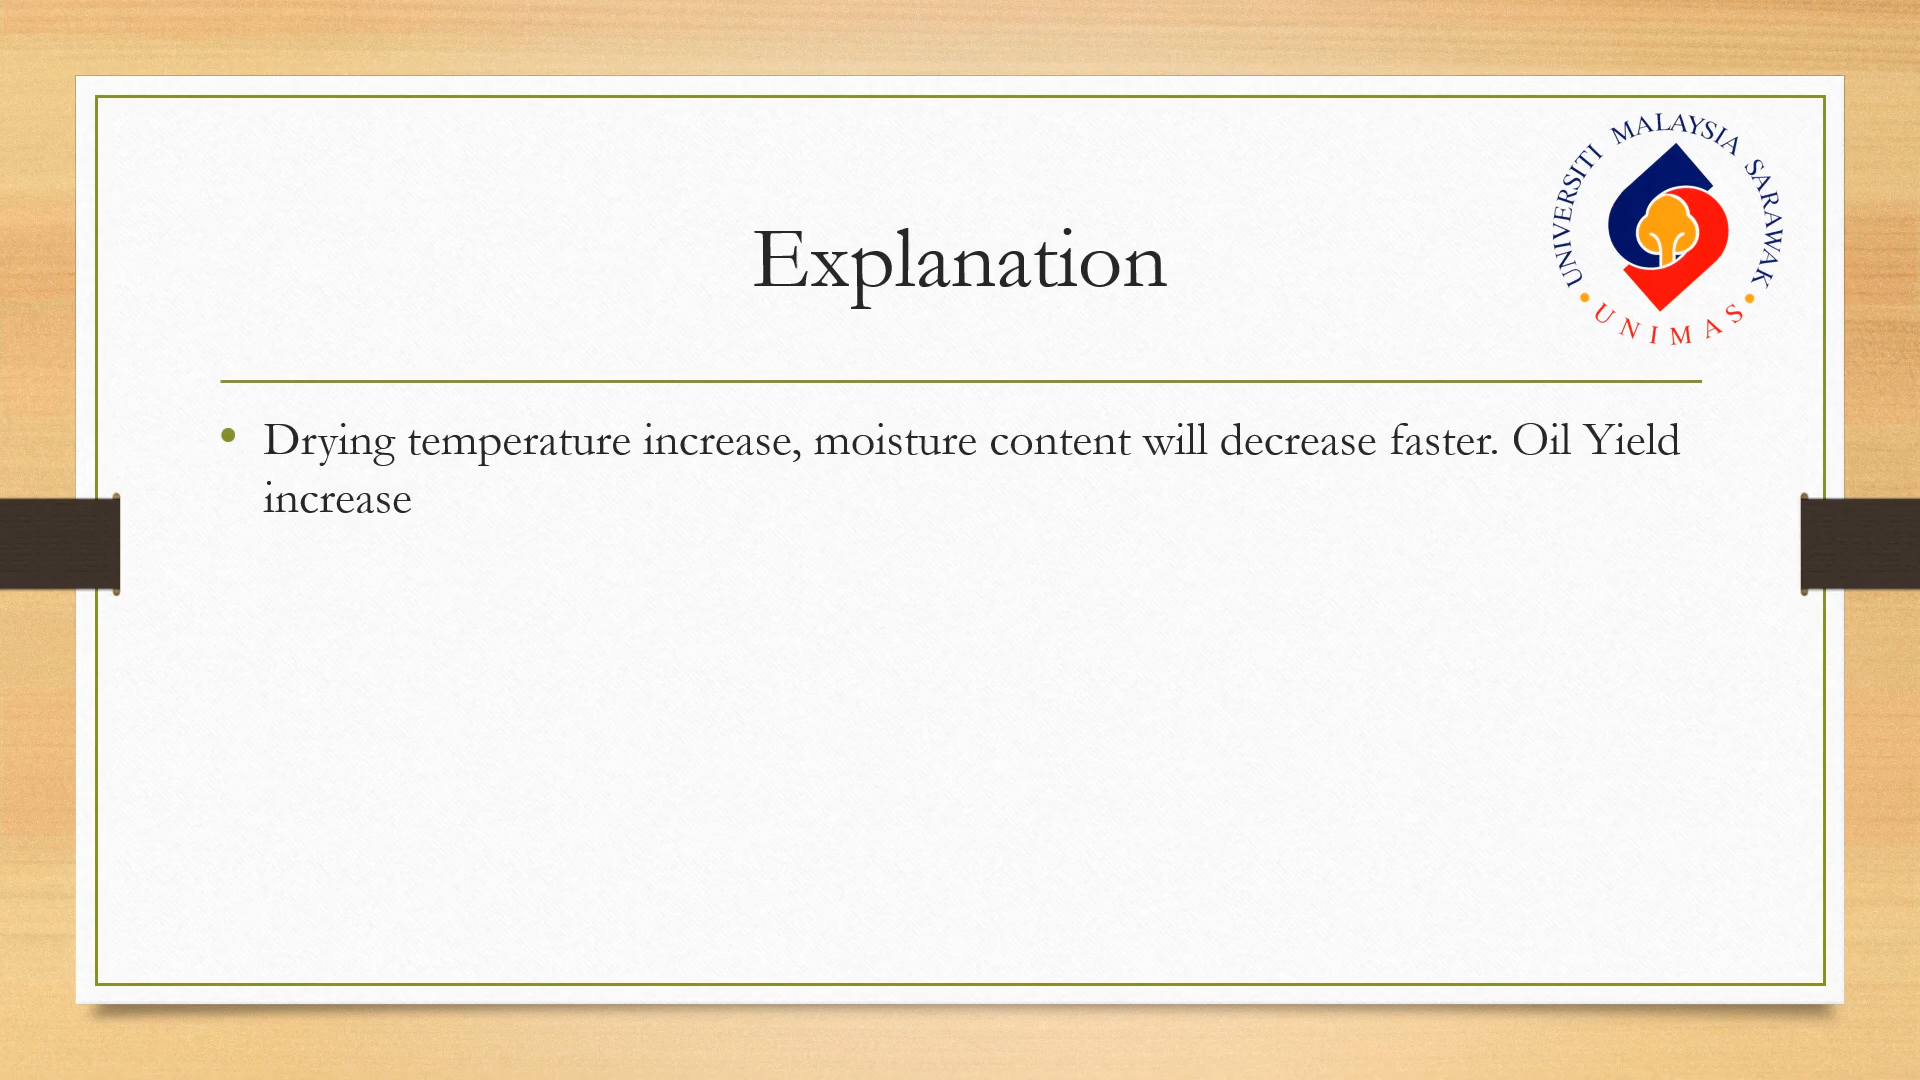 UNIVERSITI MALAYSIA SARAWAK
UNIMAS
Explanation
• Drying temperature increase, moisture content will decrease faster. Oil Yield
increase